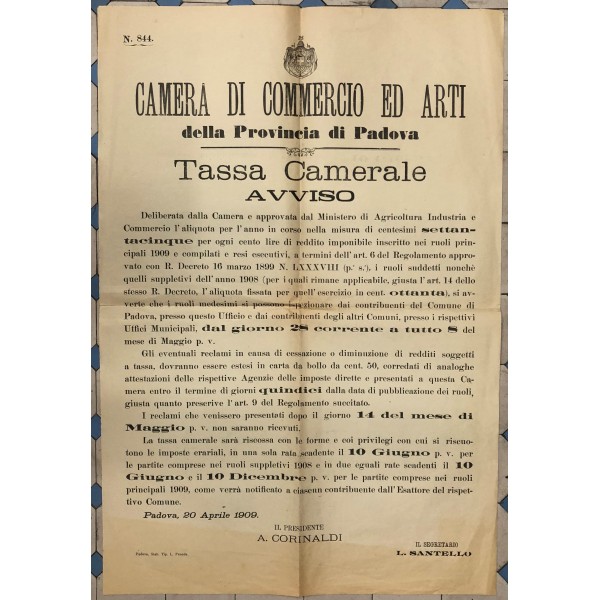 N. 844.
CAMERA DI COMMERCIO ED ARTI
della Provincia di Padova
Tassa Camerale
AVVISO
Deliberata dalla Camera e approvata dal Ministero di Agricoltura Industria e
Commercio l'aliquota per l'anno in corso nella misura di centesimi settan-
tacinque per ogni cento lire di reddito imponibile inscritto nei ruoli prin-
cipali 1909 e compilati e resi esecutivi, a termini dell'art. 6 del Regolamento appro-
vato con R. Decreto 16 marzo 1899 N. LXXXVIII (p.e s.), i ruoli suddetti nonchè
quelli suppletivi dell'anno 1908 (per i quali rimane applicabile, giusta l'art. 14 dello
stesso R. Decreto, l'aliquota fissata per quell'esercizio in cent. ottanta), si av-
verte che i ruoli medesimi si possono ispezionare dai contribuenti del Comune di
Padova, presso questo Ufficio e dai contribuenti degli altri Comuni, presso i rispettivi
Uffici Municipali, dal giorno 28 corrente a tutto 8 del
mese di Maggio p. v.
Gli eventuali reclami in causa di cessazione o diminuzione di redditi soggetti
a tassa, dovranno essere estesi in carta da bollo da cent. 50, corredati di analoghe
attestazioni delle rispettive Agenzie delle imposte dirette e presentati a questa Ca-
mera entro il termine di giorni quindici dalla data di pubblicazione dei ruoli,
giusta quanto prescrive l'art. 9 del Regolamento succitato.
I reclami che venissero presentati dopo il giorno 14 del mese di
Maggio p. v. non saranno ricevuti.
La tassa camerale sarà riscossa con le forme e coi privilegi con cui si riscuo-
tono le imposte erariali, in una sola rata scadente il 10 Giugno p. v. per
le partite comprese nei ruoli suppletivi 1908 e in due eguali rate scadenti il 10
Giugno e il 10 Dicembre p. v. per le partite comprese nei ruoli
principali 1909, come verrà notificato a ciascun contribuente dall'Esattore del rispet-
tivo Comune.
Padova, 20 Aprile 1909.
IL PRESIDENTE
A. CORINALDI
IL SEGRETARIO
L. SANTELLO
Padova, Tip. L.